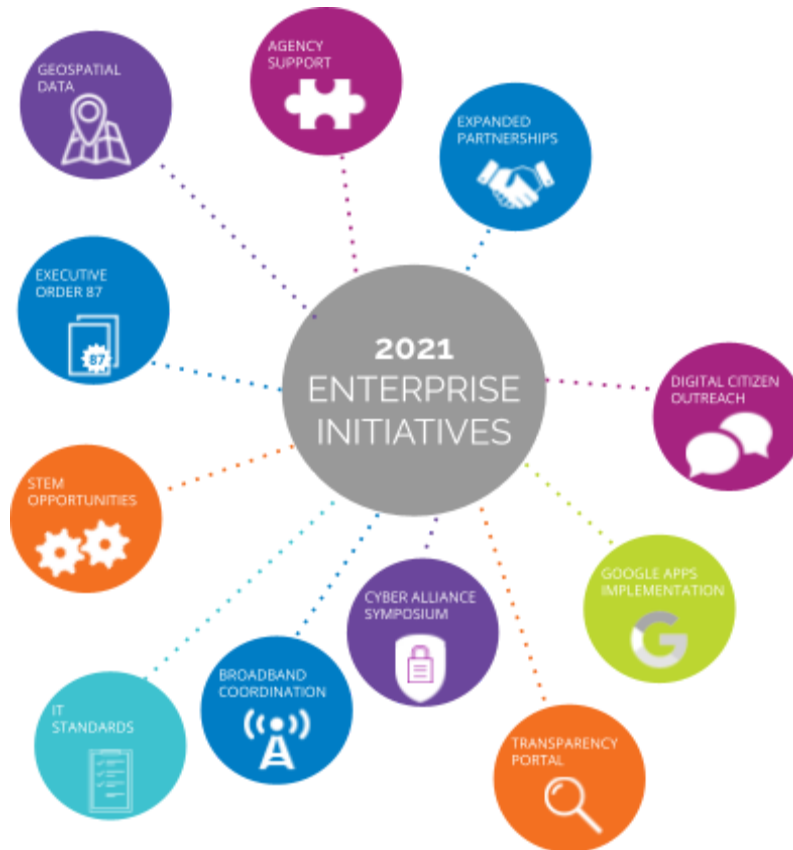 GEOSPATIAL
DATA
AGENCY
SUPPORT
EXPANDED
PARTNERSHIPS
EXECUTIVE
ORDER 87
87
2021
ENTERPRISE
INITIATIVES
DIGITAL CITIZEN
OUTREACH
STEM
OPPORTUNITIES
GOOGLE APPS
IMPLEMENTATION
G
CYBER ALLIANCE
SYMPOSIUM
BROADBAND
COORDINATION
IT
STANDARDS
TRANSPARENCY
PORTAL